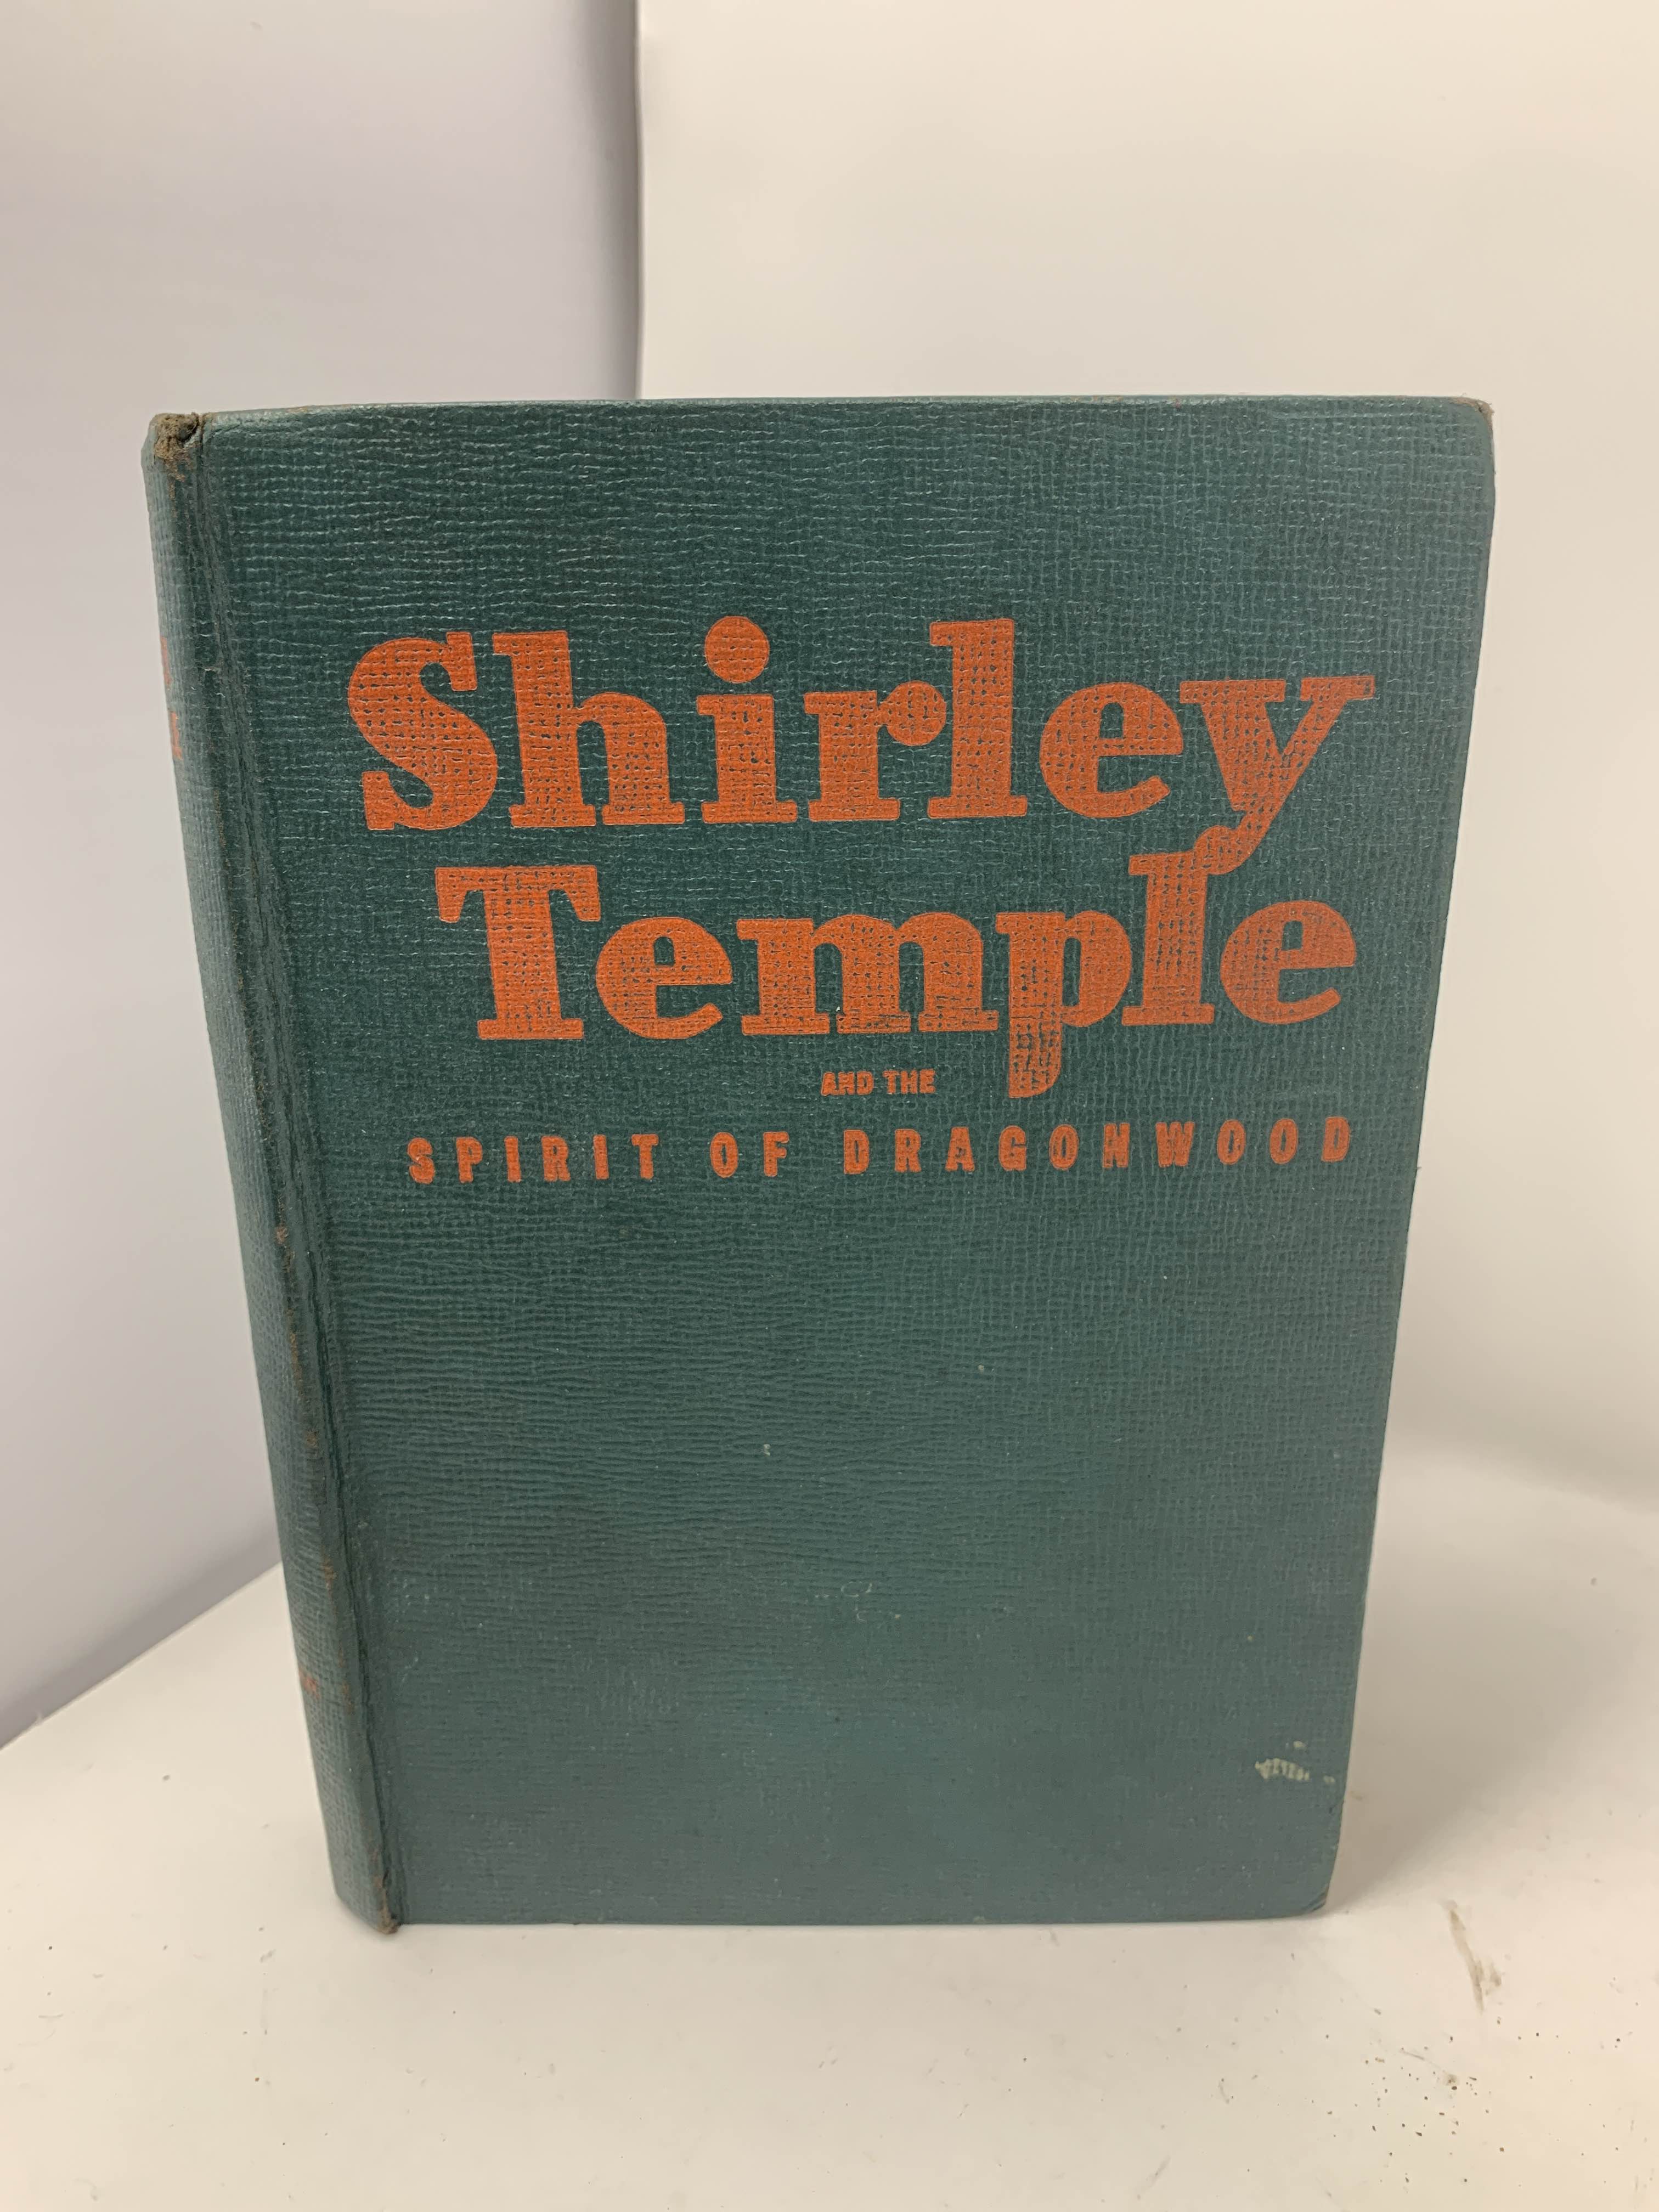 Shirley
Temple
AND THE
SPIRIT OF DRAGONWOOD